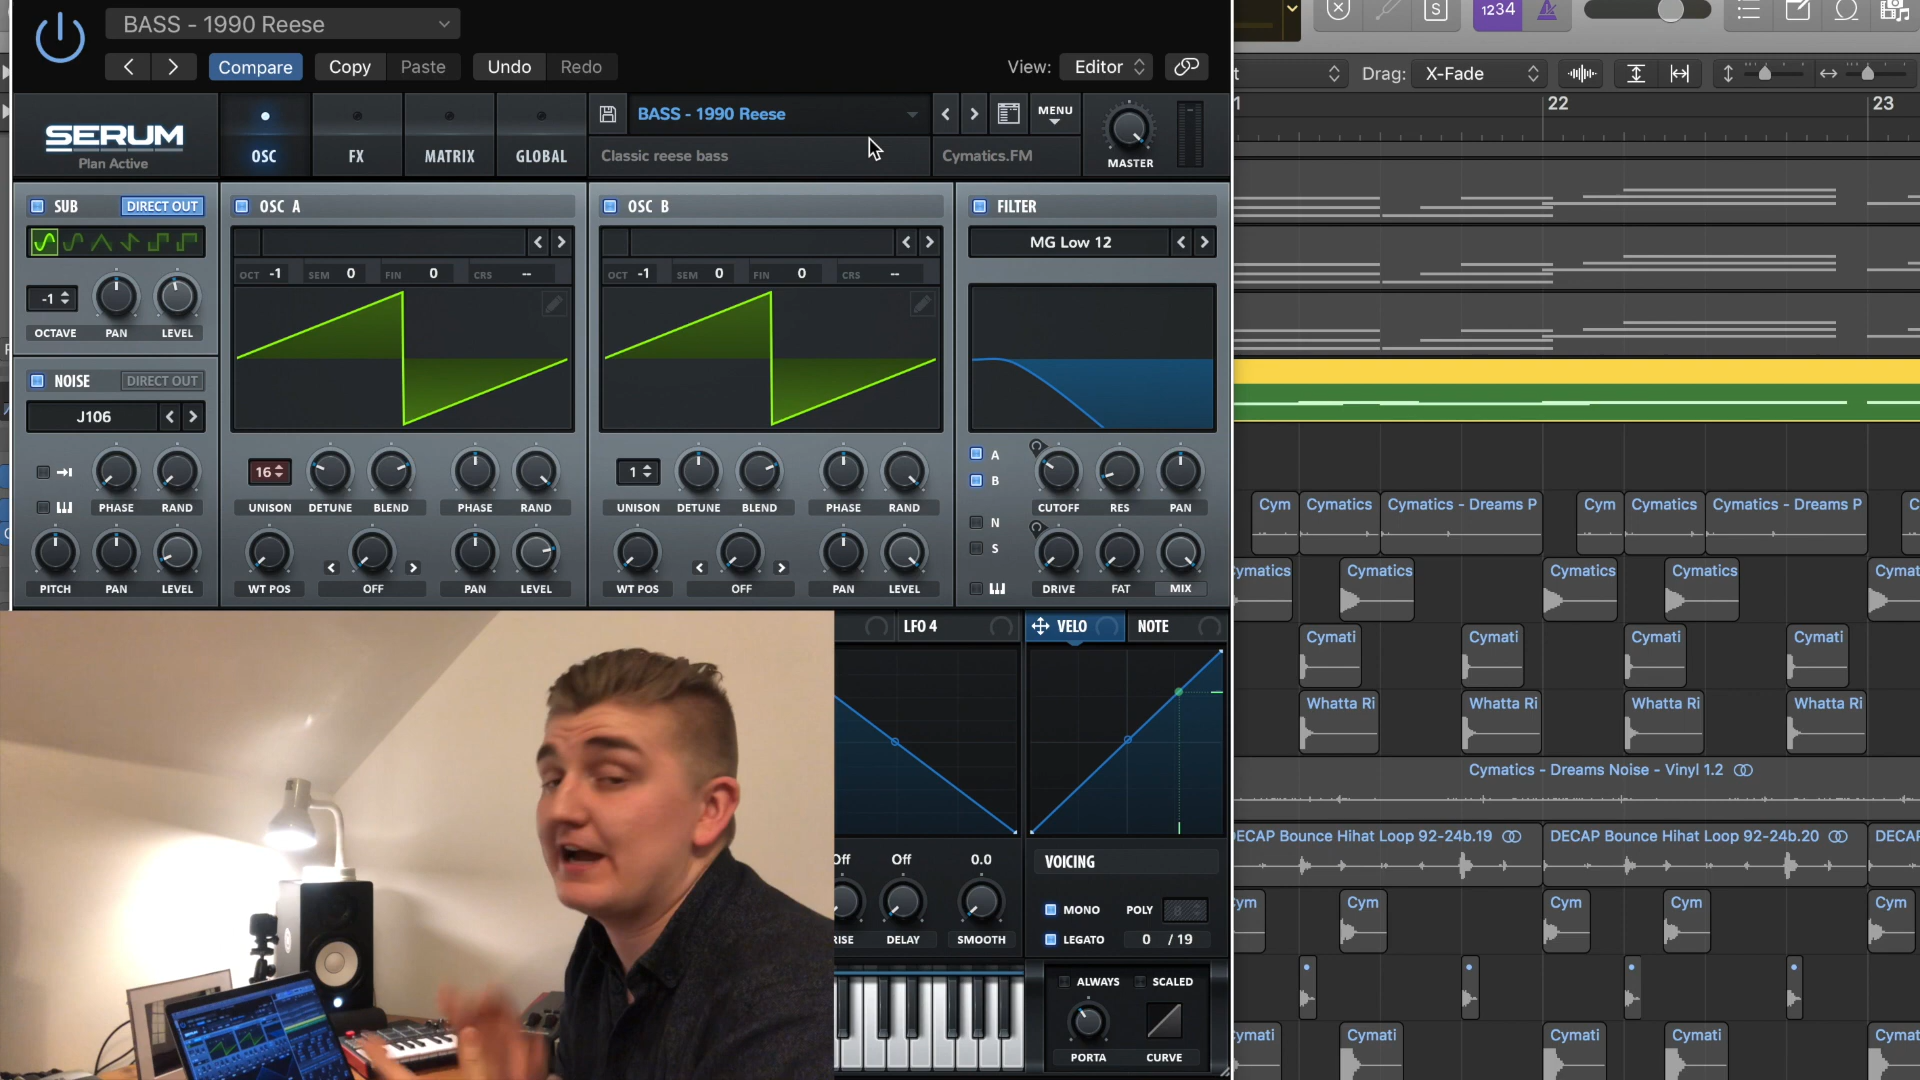 BASS - 1990 Reese
Compare
Copy
Paste
Undo
Redo
View:
Editor
SERUM
Plan Active
OSC
FX
MATRIX
GLOBAL
BASS - 1990 Reese
MENU
Classic reese bass
Cymatics.FM
MASTER
SUB
DIRECT OUT
-1
OCTAVE
PAN
LEVEL
NOISE
DIRECT OUT
J106
PHASE
RAND
PITCH
PAN
LEVEL
OSC A
OCT -1
SEM 0
FIN 0
CRS --
16
UNISON
DETUNE
BLEND
PHASE
RAND
WT POS
OFF
PAN
LEVEL
OSC B
OCT -1
SEM 0
FIN 0
CRS --
1
UNISON
DETUNE
BLEND
PHASE
RAND
WT POS
OFF
PAN
LEVEL
FILTER
MG Low 12
A
B
N
S
CUTOFF
RES
PAN
DRIVE
FAT
MIX
LFO 4
VELO
NOTE
Off
0.0
DELAY
SMOOTH
VOICING
MONO
POLY
8
LEGATO
0 / 19
ALWAYS
SCALED
PORTA
CURVE
S
1234
Drag:
X-Fade
22
23
Cym
Cymatics
Cymatics - Dreams P
Cym
Cymatics
Cymatics - Dreams P
C
ymatics
Cymatics
Cymatics
Cymatics
Cymat
Cymati
Cymati
Cymati
Cymati
Whatta Ri
Whatta Ri
Whatta Ri
Whatta Ri
Cymatics - Dreams Noise - Vinyl 1.2
ECAP Bounce Hihat Loop 92-24b.19
DECAP Bounce Hihat Loop 92-24b.20
DECA
ym
Cym
Cym
Cym
Cym
ymati
Cymati
Cymati
Cymati
Cymat